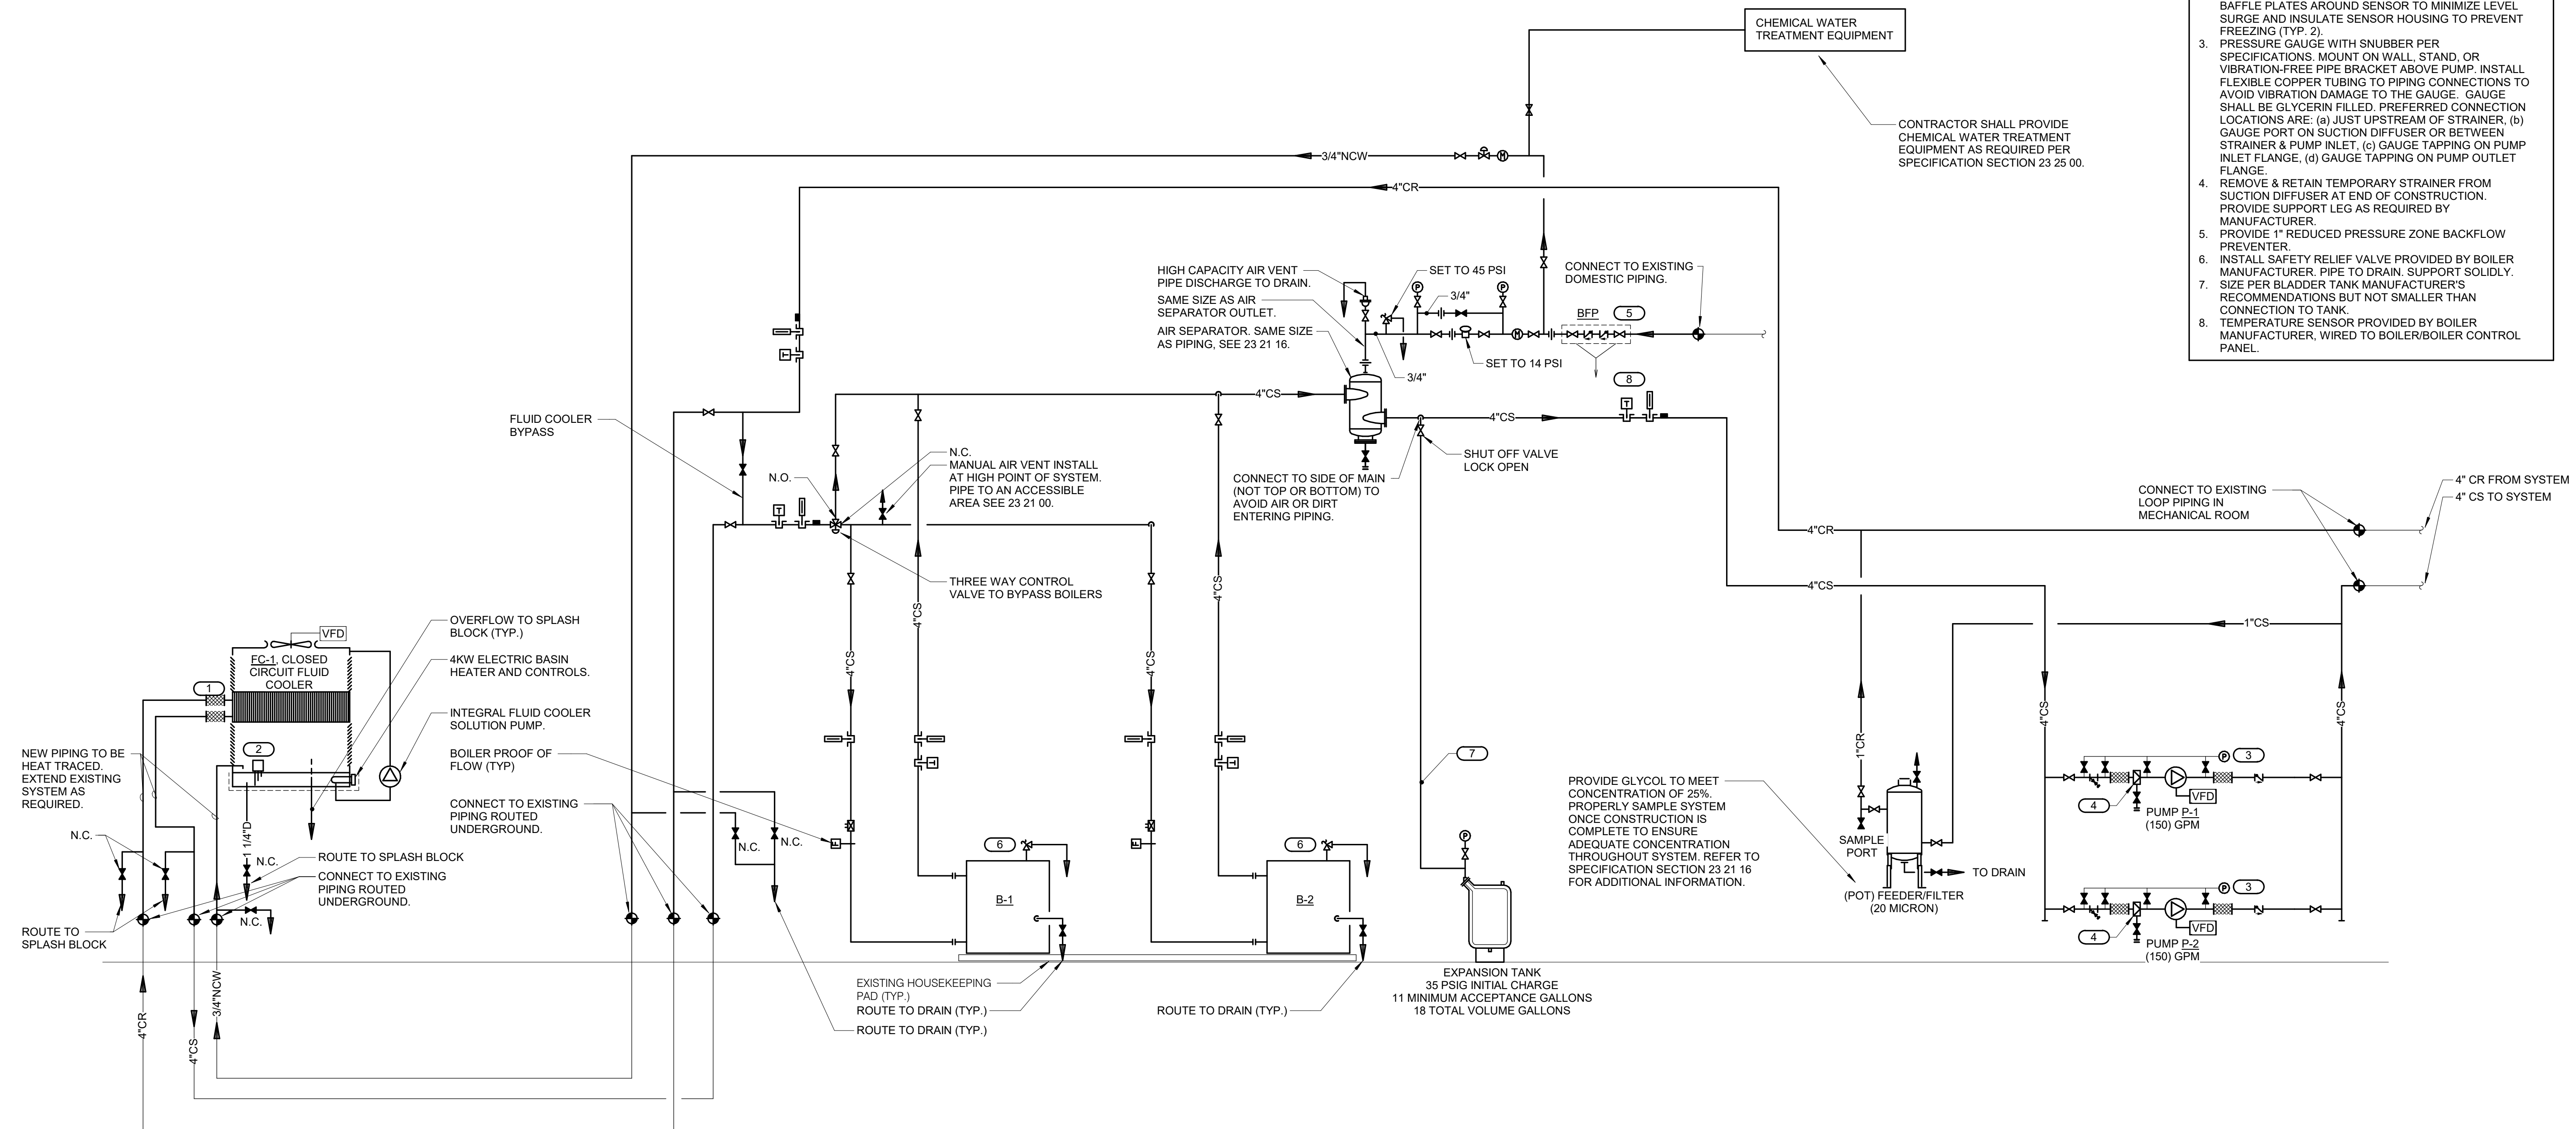 CHEMICAL WATER
TREATMENT EQUIPMENT
CONTRACTOR SHALL PROVIDE
CHEMICAL WATER TREATMENT
EQUIPMENT AS REQUIRED PER
SPECIFICATION SECTION 23 25 00.
BAFFLE PLATES AROUND SENSOR TO MINIMIZE LEVEL
SURGE AND INSULATE SENSOR HOUSING TO PREVENT
FREEZING (TYP. 2).
3. PRESSURE GAUGE WITH SNUBBER PER
SPECIFICATIONS. MOUNT ON WALL, STAND, OR
VIBRATION-FREE PIPE BRACKET ABOVE PUMP. INSTALL
FLEXIBLE COPPER TUBING TO PIPING CONNECTIONS TO
AVOID VIBRATION DAMAGE TO THE GAUGE. GAUGE
SHALL BE GLYCERIN FILLED. PREFERRED CONNECTION
LOCATIONS ARE: (a) JUST UPSTREAM OF STRAINER, (b)
GAUGE PORT ON SUCTION DIFFUSER OR BETWEEN
STRAINER & PUMP INLET, (c) GAUGE TAPPING ON PUMP
INLET FLANGE, (d) GAUGE TAPPING ON PUMP OUTLET
FLANGE.
4. REMOVE & RETAIN TEMPORARY STRAINER FROM
SUCTION DIFFUSER AT END OF CONSTRUCTION.
PROVIDE SUPPORT LEG AS REQUIRED BY
MANUFACTURER.
5. PROVIDE 1" REDUCED PRESSURE ZONE BACKFLOW
PREVENTER.
6. INSTALL SAFETY RELIEF VALVE PROVIDED BY BOILER
MANUFACTURER. PIPE TO DRAIN. SUPPORT SOLIDLY.
7. SIZE PER BLADDER TANK MANUFACTURER'S
RECOMMENDATIONS BUT NOT SMALLER THAN
CONNECTION TO TANK.
8. TEMPERATURE SENSOR PROVIDED BY BOILER
MANUFACTURER, WIRED TO BOILER/BOILER CONTROL
PANEL.
3/4"NCW
M
4"CR
HIGH CAPACITY AIR VENT
PIPE DISCHARGE TO DRAIN.
SAME SIZE AS AIR
SEPARATOR OUTLET.
AIR SEPARATOR. SAME SIZE
AS PIPING, SEE 23 21 16.
SET TO 45 PSI
P
P
3/4"
CONNECT TO EXISTING
DOMESTIC PIPING.
BFP
5
M
SET TO 14 PSI
3/4"
8
T
T
4"CS
4"CS
FLUID COOLER
BYPASS
N.O.
N.C.
MANUAL AIR VENT INSTALL
AT HIGH POINT OF SYSTEM.
PIPE TO AN ACCESSIBLE
AREA SEE 23 21 00.
T
SHUT OFF VALVE
LOCK OPEN
CONNECT TO SIDE OF MAIN
(NOT TOP OR BOTTOM) TO
AVOID AIR OR DIRT
ENTERING PIPING.
CONNECT TO EXISTING
LOOP PIPING IN
MECHANICAL ROOM
4" CR FROM SYSTEM
4" CS TO SYSTEM
4"CR
4"CS
THREE WAY CONTROL
VALVE TO BYPASS BOILERS
4"CS
4"CS
4"CS
4"CS
1"CS
4"CS
4"CS
VFD
FC-1, CLOSED
CIRCUIT FLUID
COOLER
1
2
OVERFLOW TO SPLASH
BLOCK (TYP.)
4KW ELECTRIC BASIN
HEATER AND CONTROLS.
INTEGRAL FLUID COOLER
SOLUTION PUMP.
BOILER PROOF OF
FLOW (TYP)
CONNECT TO EXISTING
PIPING ROUTED
UNDERGROUND.
NEW PIPING TO BE
HEAT TRACED.
EXTEND EXISTING
SYSTEM AS
REQUIRED.
N.C.
1 1/4"D
N.C.
ROUTE TO SPLASH BLOCK
CONNECT TO EXISTING
PIPING ROUTED
UNDERGROUND.
N.C.
ROUTE TO
SPLASH BLOCK
4"CR
4"CS
3/4"NCW
N.C.
N.C.
T
T
F
F
6
6
B-1
B-2
EXISTING HOUSEKEEPING
PAD (TYP.)
ROUTE TO DRAIN (TYP.)
ROUTE TO DRAIN (TYP.)
ROUTE TO DRAIN (TYP.)
7
P
EXPANSION TANK
35 PSIG INITIAL CHARGE
11 MINIMUM ACCEPTANCE GALLONS
18 TOTAL VOLUME GALLONS
PROVIDE GLYCOL TO MEET
CONCENTRATION OF 25%.
PROPERLY SAMPLE SYSTEM
ONCE CONSTRUCTION IS
COMPLETE TO ENSURE
ADEQUATE CONCENTRATION
THROUGHOUT SYSTEM. REFER TO
SPECIFICATION SECTION 23 21 16
FOR ADDITIONAL INFORMATION.
1"CR
SAMPLE
PORT
TO DRAIN
(POT) FEEDER/FILTER
(20 MICRON)
P
3
4
VFD
PUMP P-1
(150) GPM
P
3
4
VFD
PUMP P-2
(150) GPM